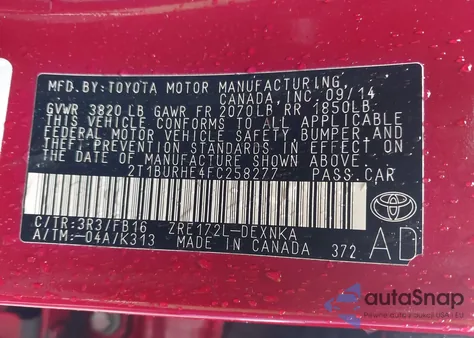 MFD. BY: TOYOTA MOTOR MANUFACTURING
CANADA, INC. 09/14
GVWR 3820 LB GAWR FR 2070 LB RR 1850LB.
THIS VEHICLE CONFORMS TO ALL APPLICABLE
FEDERAL MOTOR VEHICLE SAFETY, BUMPER AND
THEFT PREVENTION STANDARDS IN EFFECT ON
THE DATE OF MANUFACTURE SHOWN ABOVE.
2T1BURHE4FC258277 PASS. CAR
C/TR: 3R3/FB16 ZRE172L-DEXNKA
A/TM: -04A/K313 MADE IN CANADA 372
AD
autoSnap